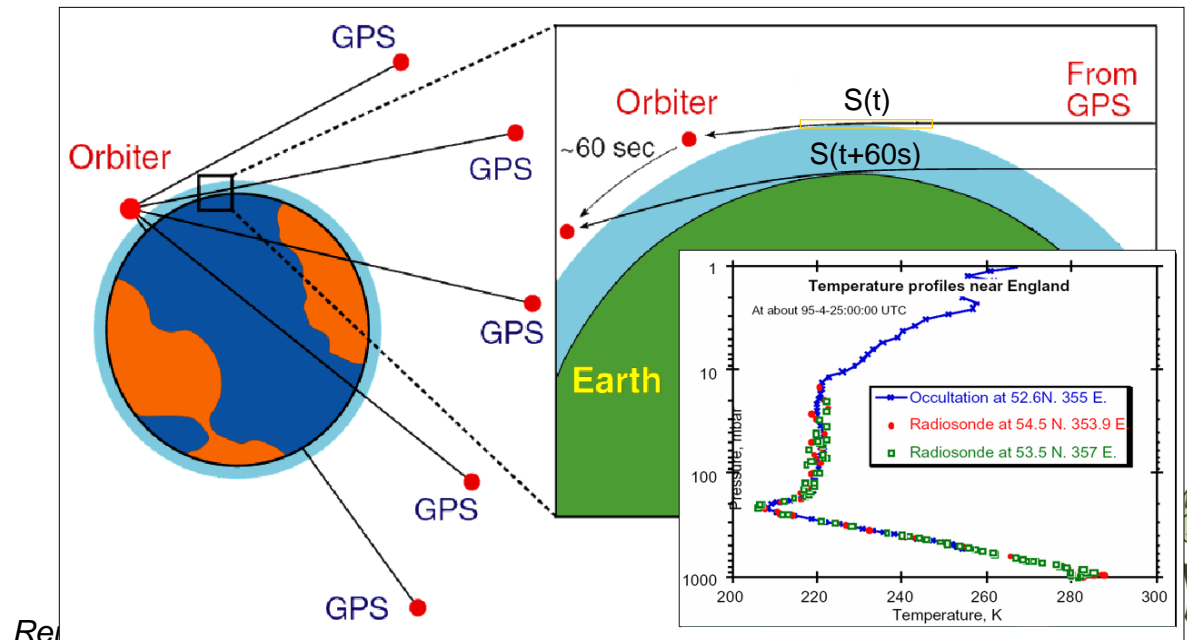 GPS
GPS
Orbiter
GPS
GPS
GPS
From
GPS
S(t)
Orbiter
~60 sec
S(t+60s)
Earth
Temperature profiles near England
At about 95-4-25:00:00 UTC
Occultation at 52.6N. 355 E.
Radiosonde at 54.5 N. 353.9 E.
Radiosonde at 53.5 N. 357 E.
Pressure, mbar
1
10
100
1000
200 220 240 260 280 300
Temperature, K